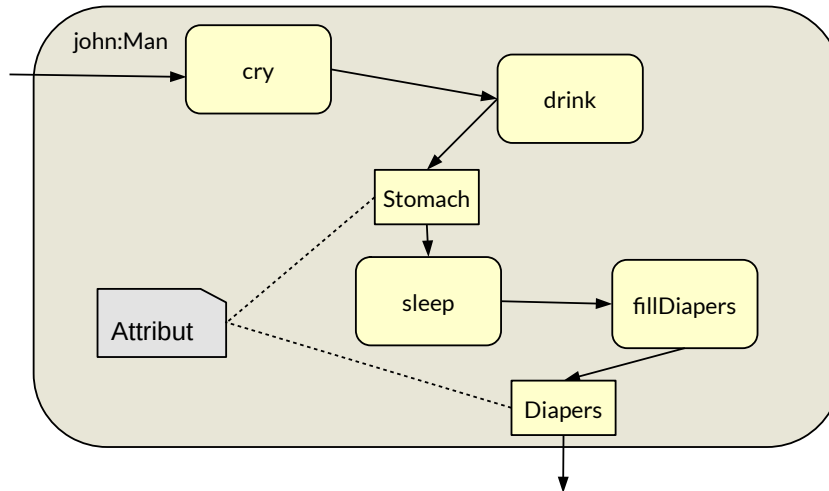 john:Man
cry
drink
Stomach
sleep
fillDiapers
Attribut
Diapers